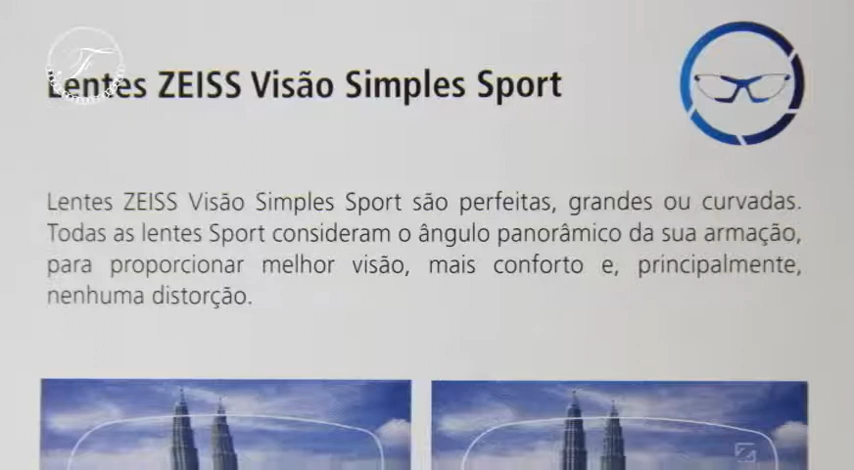 Lentes ZEISS Visão Simples Sport
Lentes ZEISS Visão Simples Sport são perfeitas, grandes ou curvadas.
Todas as lentes Sport consideram o ângulo panorâmico da sua armação,
para proporcionar melhor visão, mais conforto e, principalmente,
nenhuma distorção.